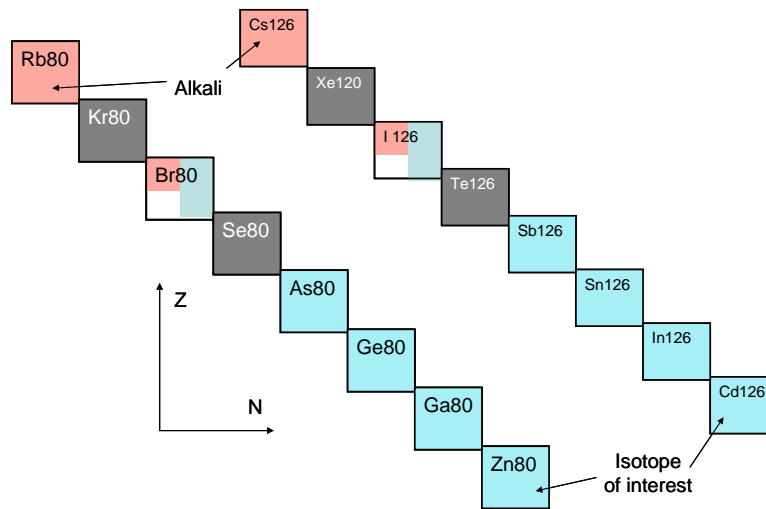 Cs126
Rb80
Alkali
Xe120
Kr80
I 126
Br80
Te126
Se80
Sb126
As80
Sn126
Z
Ge80
In126
N
Ga80
Cd126
Zn80
Isotope
of interest